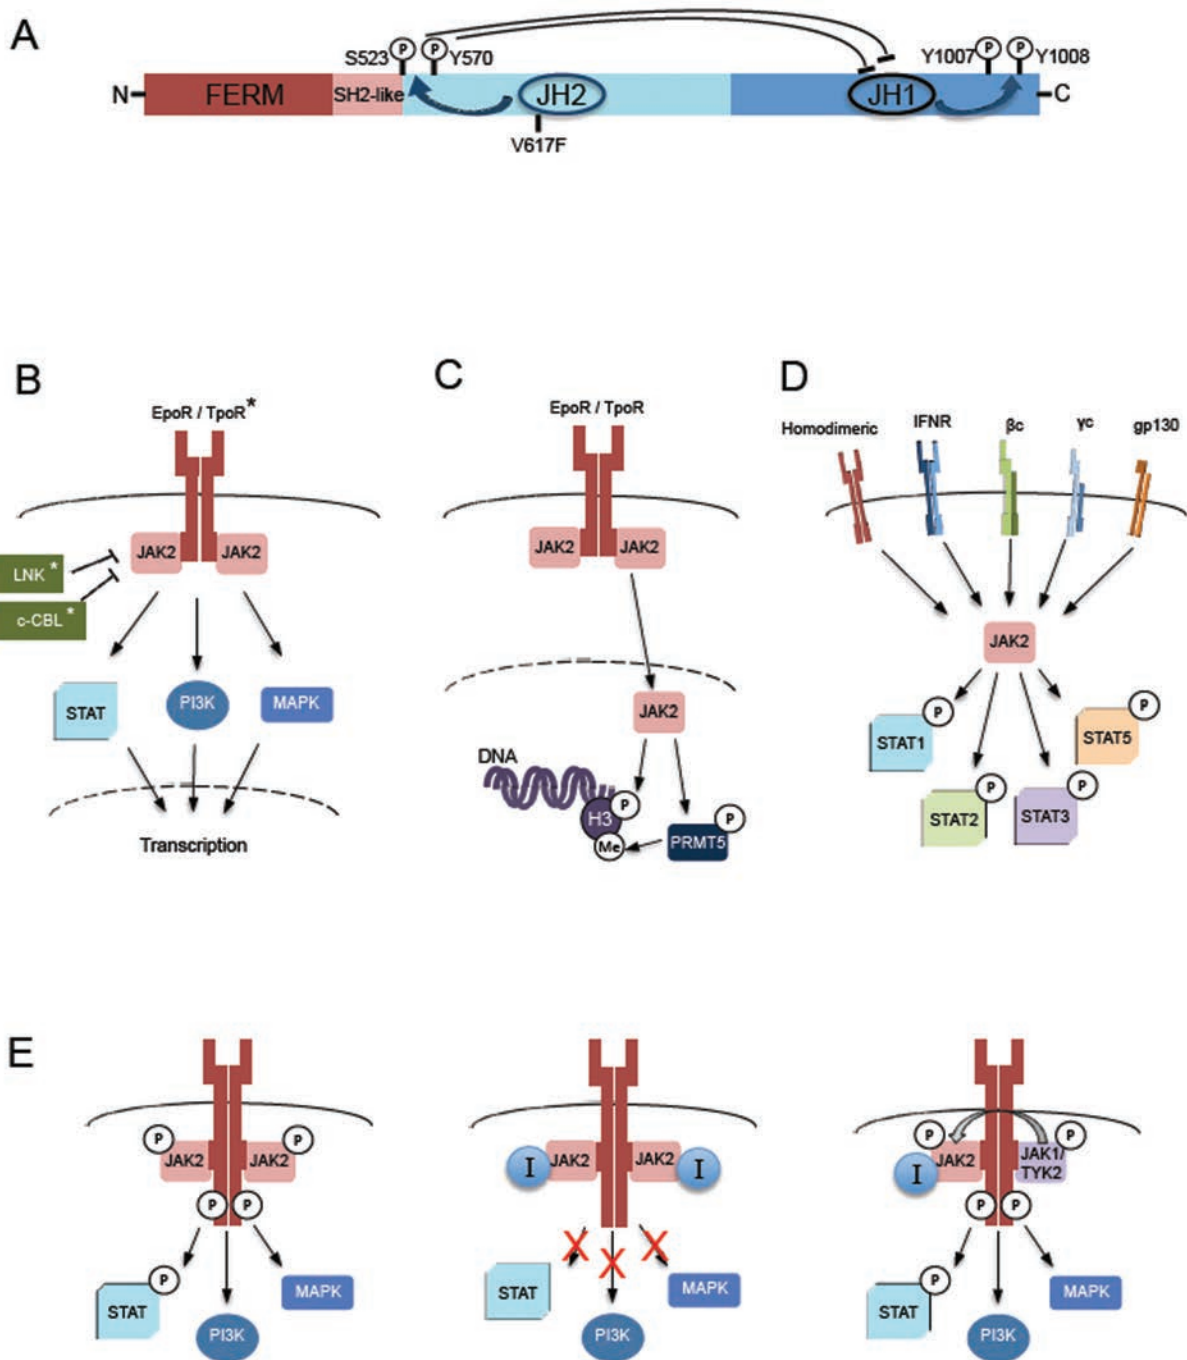 A
S523 P P Y570 Y1007 P P Y1008
N FERM SH2-like JH2 JH1 C
V617F
B
EpoR / TpoR*
JAK2 JAK2
LNK *
c-CBL *
STAT PI3K MAPK
Transcription
C
EpoR / TpoR
JAK2 JAK2
JAK2
DNA
P P
H3
Me PRMT5
D
Homodimeric IFNR βc γc gp130
JAK2
P P
STAT1 STAT5
P P
STAT2 STAT3
E
P P
JAK2 JAK2
P P
P
STAT MAPK
PI3K
I JAK2 JAK2 I
X X X
STAT MAPK
PI3K
P P
JAK2 JAK1/
TYK2
I
P P
P
STAT MAPK
PI3K